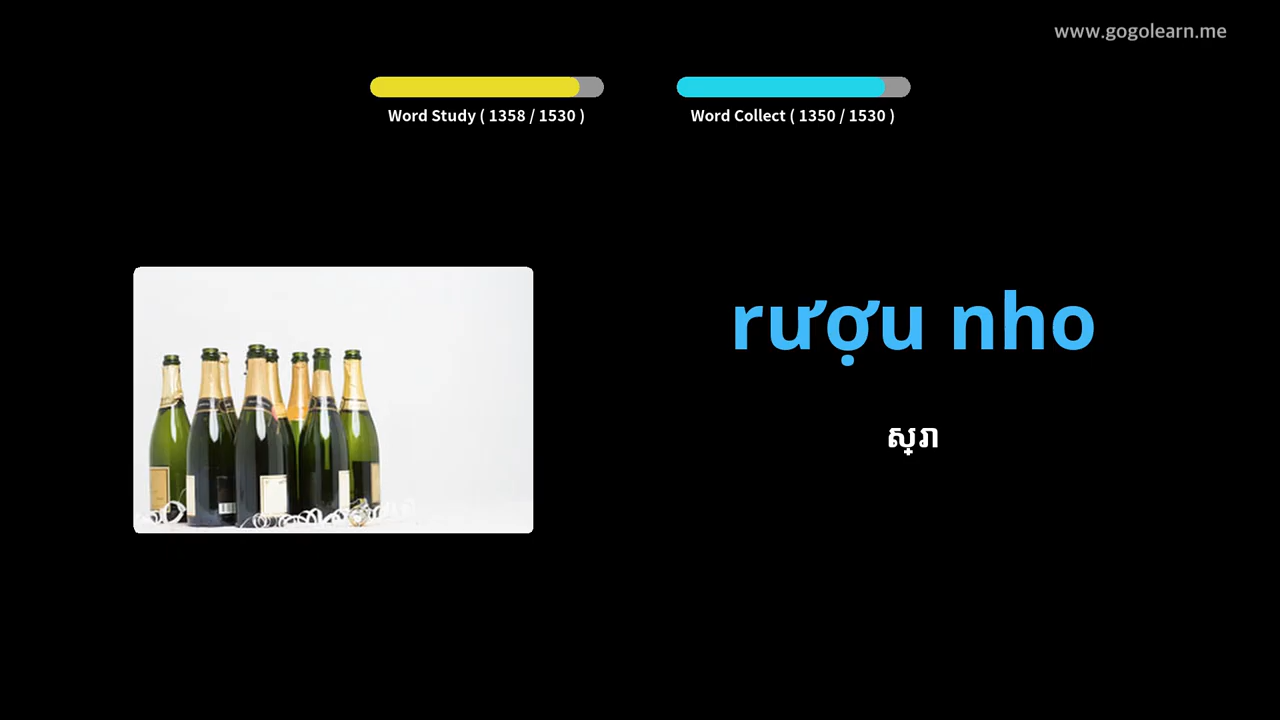 www.gogolearn.me
Word Study ( 1358 / 1530 )
Word Collect ( 1350 / 1530 )
rượu nho
ស្រា